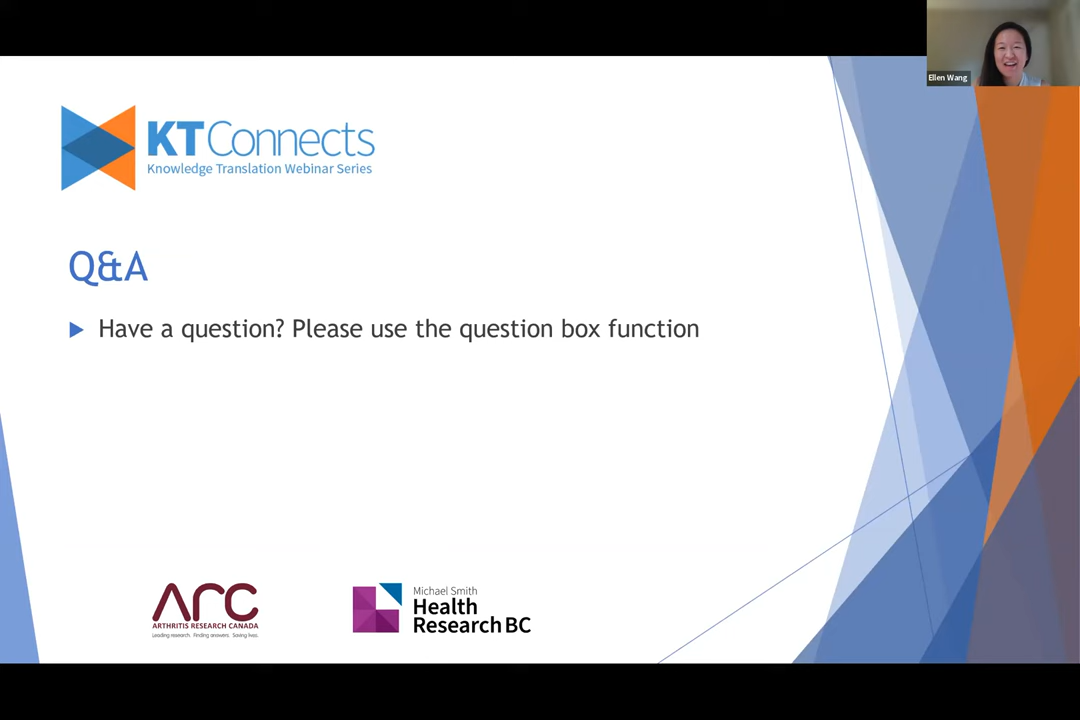 Ellen Wang
KT Connects
Knowledge Translation Webinar Series
Q&A
Have a question? Please use the question box function
ARC
ARTHRITIS RESEARCH CANADA
Leading research. Finding answers. Saving lives.
Michael Smith
Health
Research BC